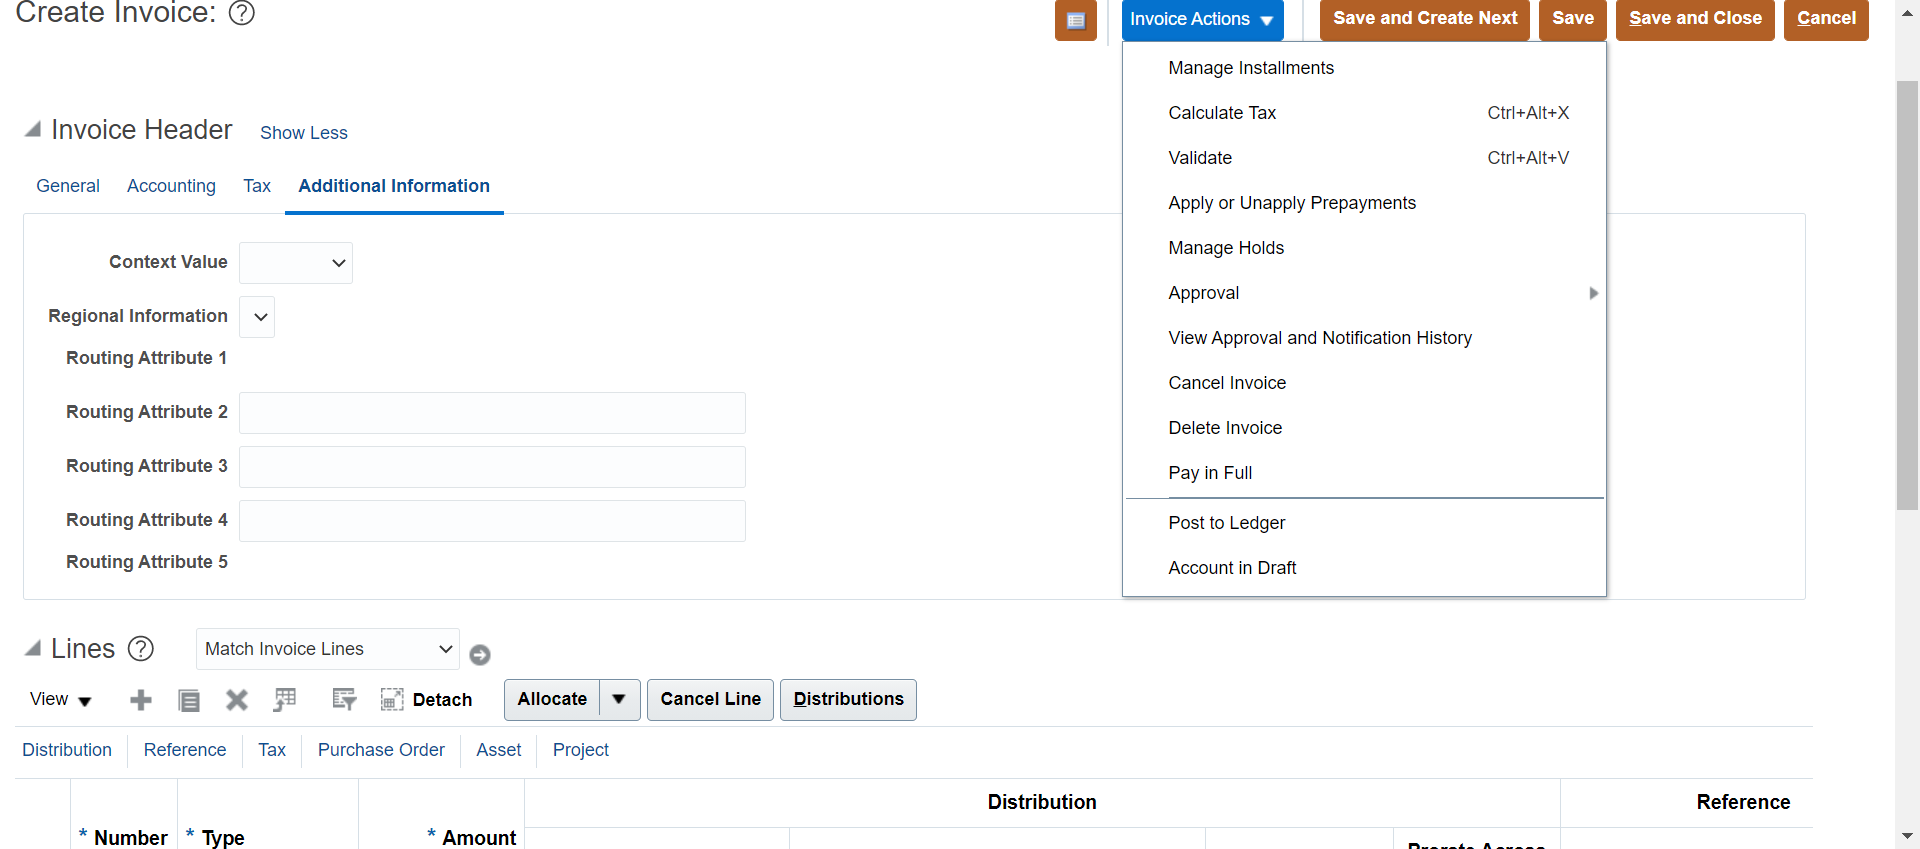 Create Invoice: ?
Invoice Actions
Save and Create Next
Save
Save and Close
Cancel
Manage Installments
Calculate Tax Ctrl+Alt+X
Validate Ctrl+Alt+V
Apply or Unapply Prepayments
Manage Holds
Approval
View Approval and Notification History
Cancel Invoice
Delete Invoice
Pay in Full
Post to Ledger
Account in Draft
Invoice Header Show Less
General Accounting Tax Additional Information
Context Value
Regional Information
Routing Attribute 1
Routing Attribute 2
Routing Attribute 3
Routing Attribute 4
Routing Attribute 5
Lines ? Match Invoice Lines
View Detach Allocate Cancel Line Distributions
Distribution Reference Tax Purchase Order Asset Project
Distribution Reference
* Number * Type * Amount
Prorate Across